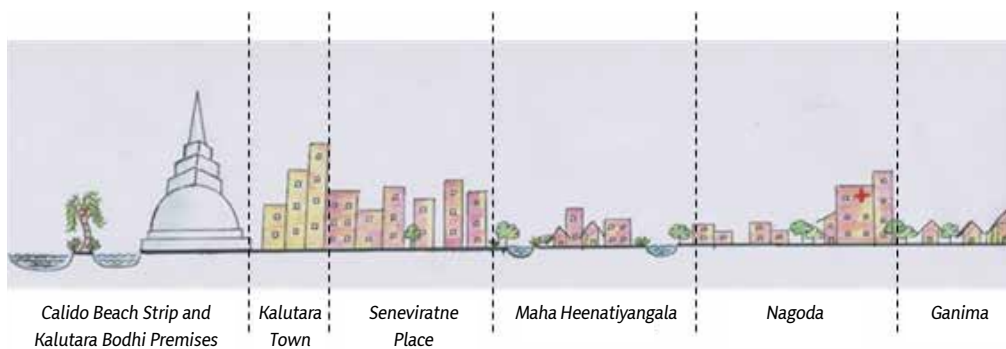 Calido Beach Strip and
Kalutara Bodhi Premises
Kalutara
Town
Seneviratne
Place
Maha Heenatiyangala
Nagoda
Ganima